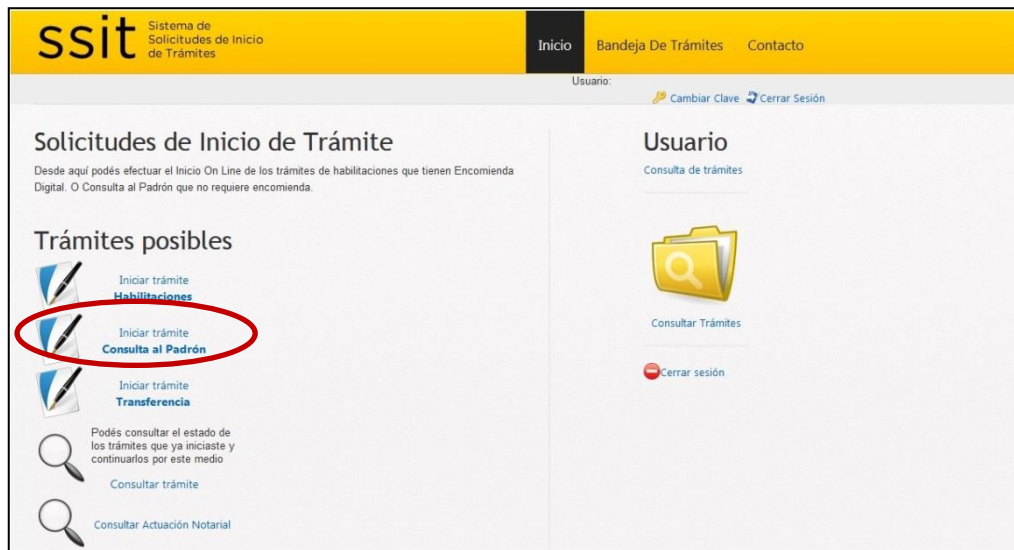 ssit
Sistema de
Solicitudes de Inicio
de Trámites
Inicio
Bandeja De Trámites
Contacto
Usuario:
Cambiar Clave
Cerrar Sesión
Solicitudes de Inicio de Trámite
Desde aquí podés efectuar el Inicio On Line de los trámites de habilitaciones que tienen Encomienda
Digital. O Consulta al Padrón que no requiere encomienda.
Trámites posibles
Iniciar trámite
Habilitaciones
Iniciar trámite
Consulta al Padrón
Iniciar trámite
Transferencia
Podés consultar el estado de
los trámites que ya iniciaste y
continuarlos por este medio
Consultar trámite
Consultar Actuación Notarial
Usuario
Consulta de trámites
Consultar Trámites
Cerrar sesión